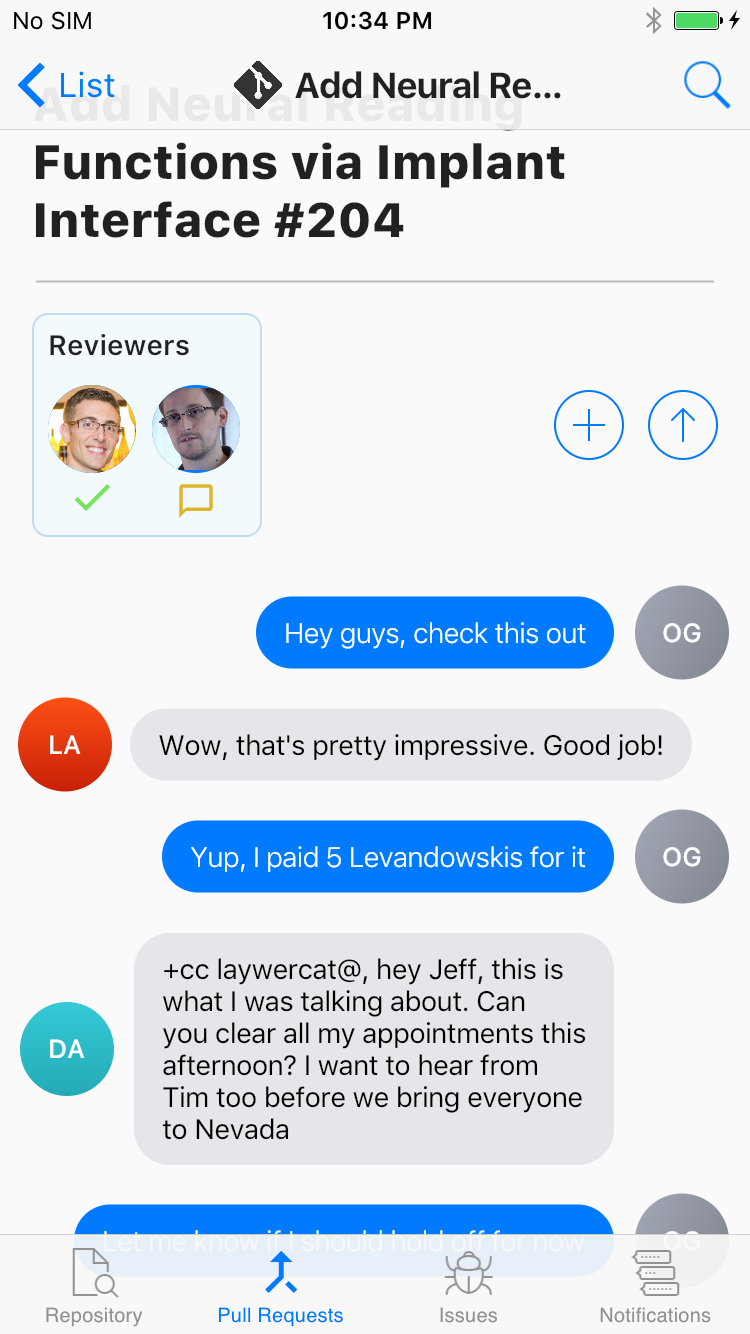 No SIM
10:34 PM
List
Add Neural Re...
Add Neural Reading
Functions via Implant
Interface #204
Reviewers
Hey guys, check this out
OG
LA
Wow, that's pretty impressive. Good job!
Yup, I paid 5 Levandowskis for it
OG
+cc laywercat@, hey Jeff, this is
what I was talking about. Can
you clear all my appointments this
afternoon? I want to hear from
Tim too before we bring everyone
to Nevada
DA
Let me know if I should hold off for now
OG
Repository
Pull Requests
Issues
Notifications